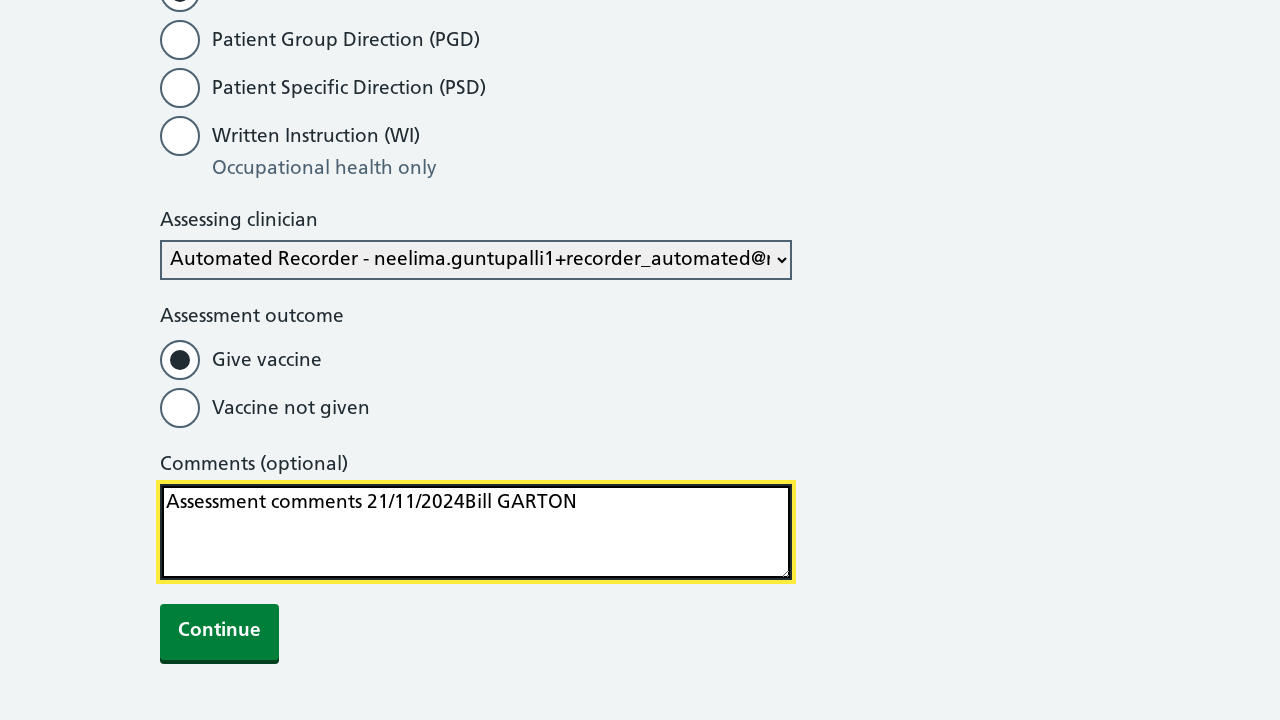 Patient Group Direction (PGD)
Patient Specific Direction (PSD)
Written Instruction (WI)
Occupational health only
Assessing clinician
Automated Recorder - neelima.guntupalli1+recorder_automated@
Assessment outcome
Give vaccine
Vaccine not given
Comments (optional)
Assessment comments 21/11/2024Bill GARTON
Continue